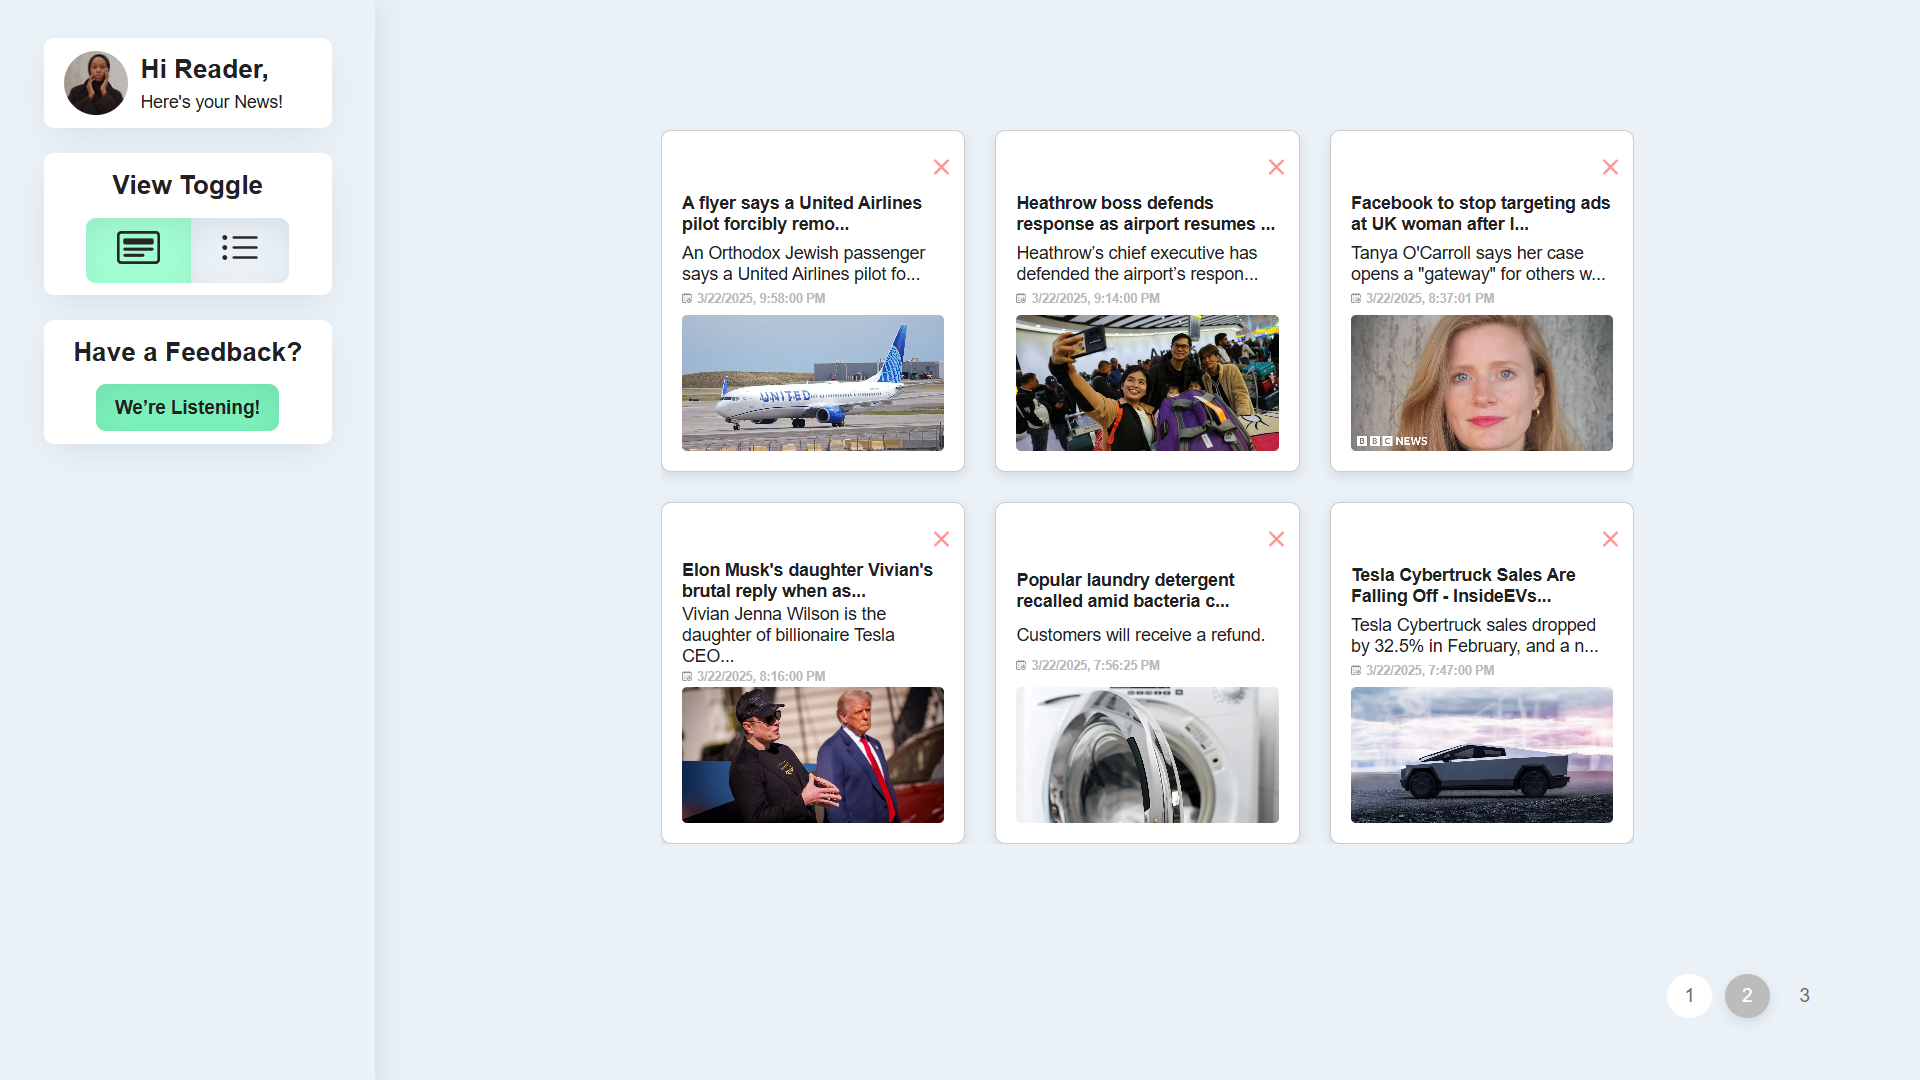 Hi Reader,
Here's your News!
View Toggle
Have a Feedback?
We’re Listening!
A flyer says a United Airlines
pilot forcibly remo...
An Orthodox Jewish passenger
says a United Airlines pilot fo...
3/22/2025, 9:58:00 PM
UNITED
Heathrow boss defends
response as airport resumes ...
Heathrow’s chief executive has
defended the airport’s respon...
3/22/2025, 9:14:00 PM
Facebook to stop targeting ads
at UK woman after l...
Tanya O'Carroll says her case
opens a "gateway" for others w...
3/22/2025, 8:37:01 PM
BBC NEWS
Elon Musk's daughter Vivian's
brutal reply when as...
Vivian Jenna Wilson is the
daughter of billionaire Tesla
CEO...
3/22/2025, 8:16:00 PM
Popular laundry detergent
recalled amid bacteria c...
Customers will receive a refund.
3/22/2025, 7:56:25 PM
Tesla Cybertruck Sales Are
Falling Off - InsideEVs...
Tesla Cybertruck sales dropped
by 32.5% in February, and a n...
3/22/2025, 7:47:00 PM
1 2 3